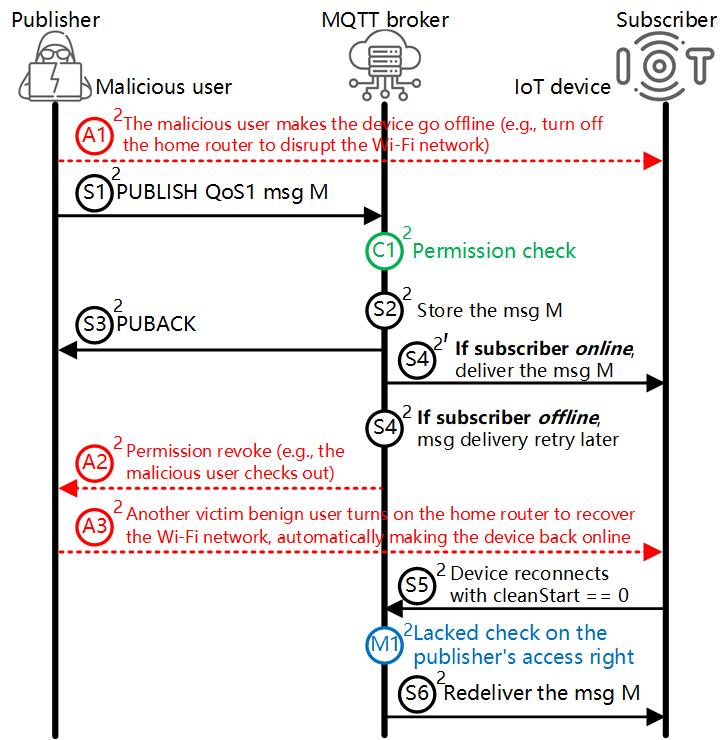 Publisher
MQTT broker
Subscriber
Malicious user
IoT device
IOT
A1 2 The malicious user makes the device go offline (e.g., turn off
the home router to disrupt the Wi-Fi network)
S1 2 PUBLISH QoS1 msg M
C1 2 Permission check
S2 2 Store the msg M
S3 2 PUBACK
S4 2' If subscriber online,
deliver the msg M
S4 2 If subscriber offline,
msg delivery retry later
A2 2 Permission revoke (e.g., the
malicious user checks out)
A3 2 Another victim benign user turns on the home router to recover
the Wi-Fi network, automatically making the device back online
S5 2 Device reconnects
with cleanStart == 0
M1 2 Lacked check on the
publisher's access right
S6 2 Redeliver the msg M